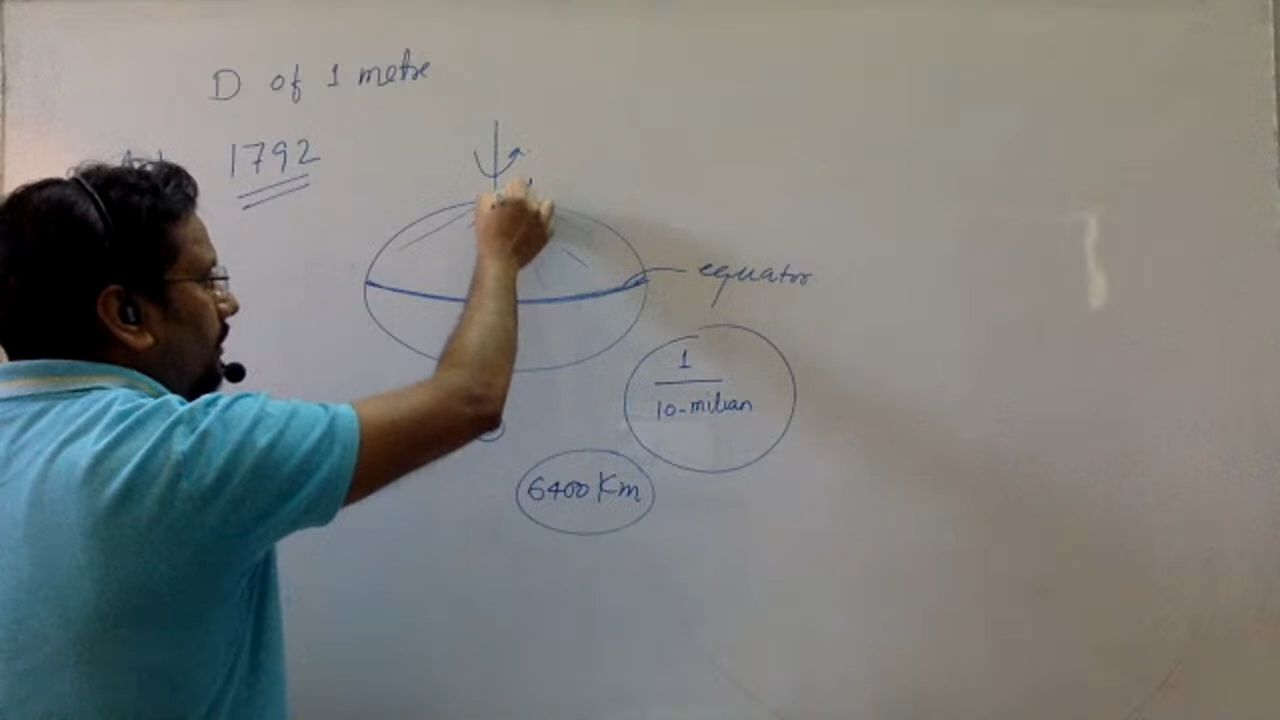 D of 1 metre
1792
equator
1
10-milian
6400 Km